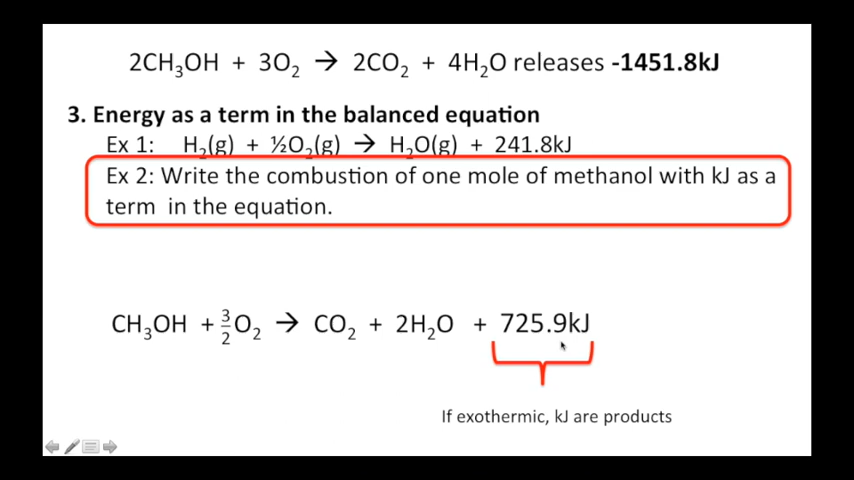 2CH₃OH + 3O₂ → 2CO₂ + 4H₂O releases -1451.8kJ
3. Energy as a term in the balanced equation
Ex 1: H₂(g) + ½O₂(g) → H₂O(g) + 241.8kJ
Ex 2: Write the combustion of one mole of methanol with kJ as a
term in the equation.
CH₃OH + 3/2 O₂ → CO₂ + 2H₂O + 725.9kJ
If exothermic, kJ are products